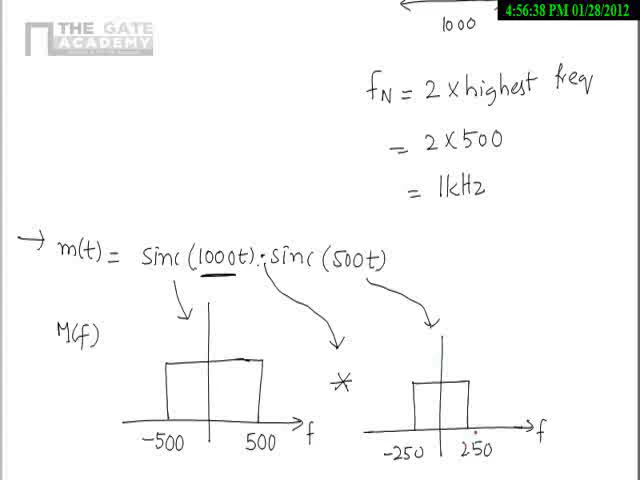 THE GATE
ACADEMY
4:56:38 PM 01/28/2012
1000
fN = 2 × highest freq
= 2 × 500
= 1kHz
→ m(t) = sinc(1000t) · sinc(500t)
M(f)
*
-500 500 f
-250 250 f